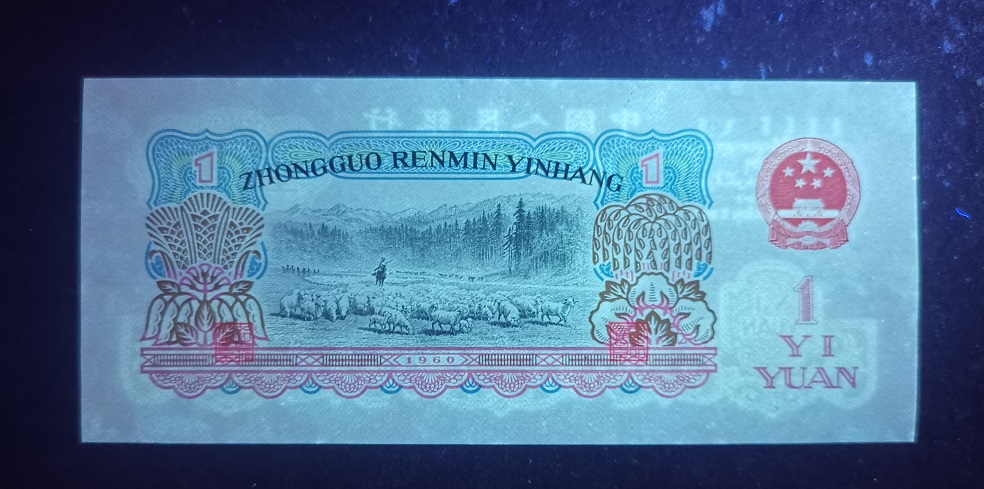 ZHONGGUO RENMIN YINHANG
1
1
1960
1
YI
YUAN